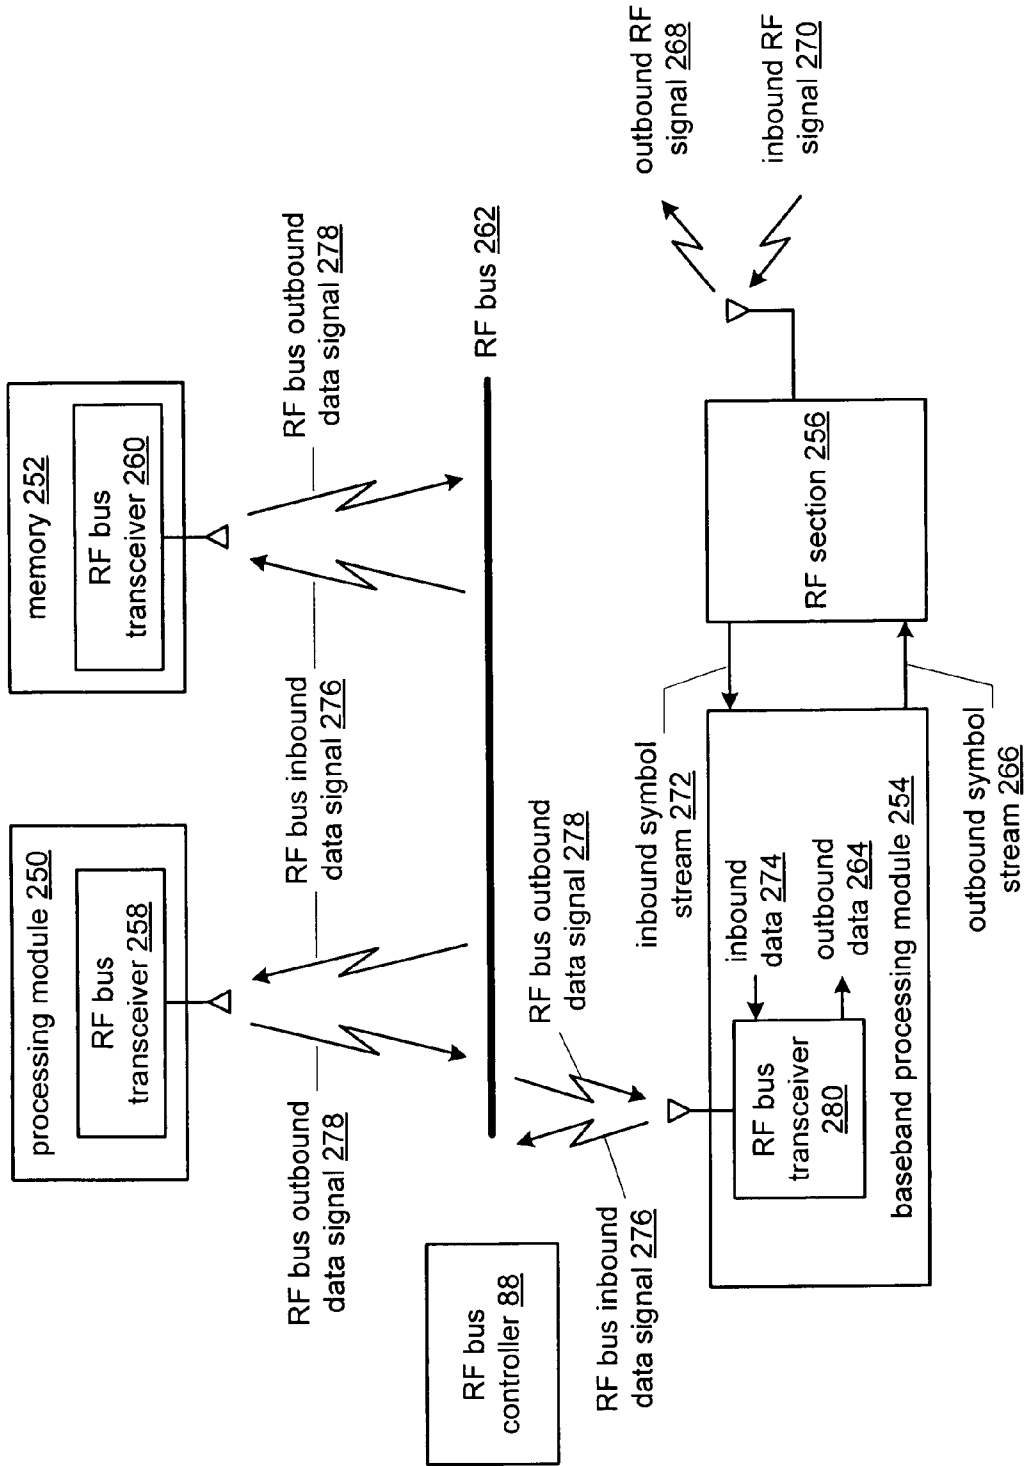 processing module 250
RF bus
transceiver 258
memory 252
RF bus
transceiver 260
RF bus outbound
data signal 278
RF bus inbound
data signal 276
RF bus outbound
data signal 278
RF bus 262
RF bus
controller 88
RF bus inbound
data signal 276
RF bus outbound
data signal 278
inbound symbol
stream 272
outbound RF
signal 268
inbound RF
signal 270
RF bus
transceiver
280
inbound
data 274
outbound
data 264
baseband processing module 254
RF section 256
outbound symbol
stream 266